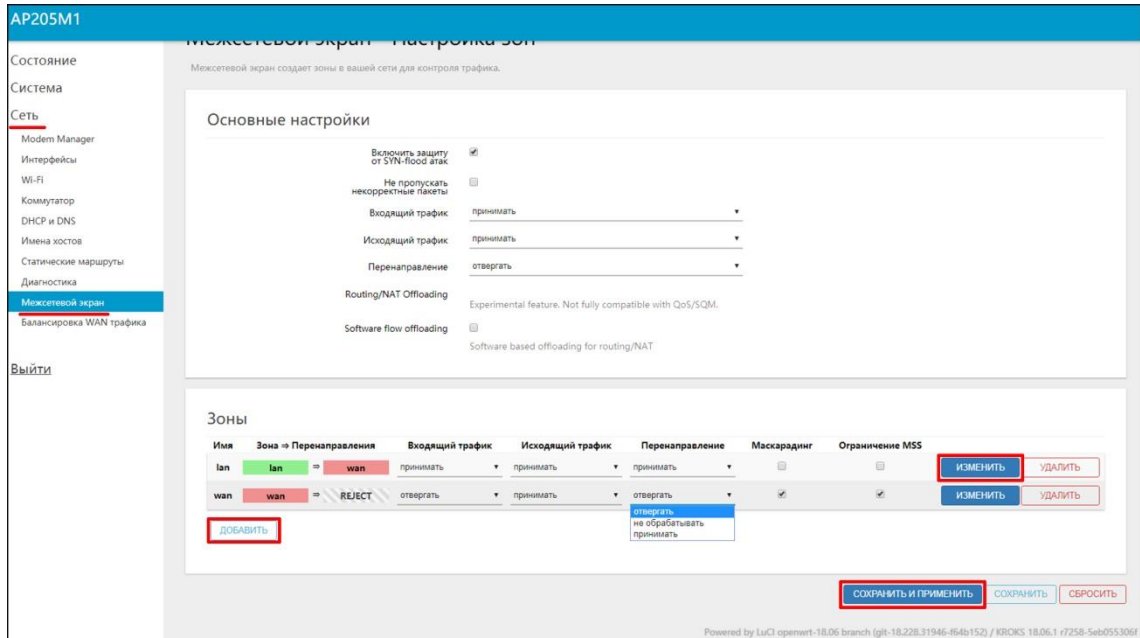 AP205M1
Межсетевой экран - Настройка зон
Межсетевой экран создает зоны в вашей сети для контроля трафика.
Состояние
Система
Сеть
Modem Manager
Интерфейсы
Wi-Fi
Коммутатор
DHCP и DNS
Имена хостов
Статические маршруты
Диагностика
Межсетевой экран
Балансировка WAN трафика
Выйти
Основные настройки
Включить защиту
от SYN-flood атак
Не пропускать
некорректные пакеты
Входящий трафик принимать
Исходящий трафик принимать
Перенаправление отвергать
Routing/NAT Offloading
Experimental feature. Not fully compatible with QoS/SQM.
Software flow offloading
Software based offloading for routing/NAT
Зоны
Имя Зона ⇒ Перенаправления Входящий трафик Исходящий трафик Перенаправление Маскарадинг Ограничение MSS
lan lan ⇒ wan принимать принимать принимать ИЗМЕНИТЬ УДАЛИТЬ
wan wan ⇒ REJECT отвергать принимать отвергать ИЗМЕНИТЬ УДАЛИТЬ
отвергать
не обрабатывать
принимать
ДОБАВИТЬ
СОХРАНИТЬ И ПРИМЕНИТЬ СОХРАНИТЬ СБРОСИТЬ
Powered by LuCI openwrt-18.06 branch (git-18.228.31946-f64b152) / KROKS 18.06.1 r7258-5eb055306f